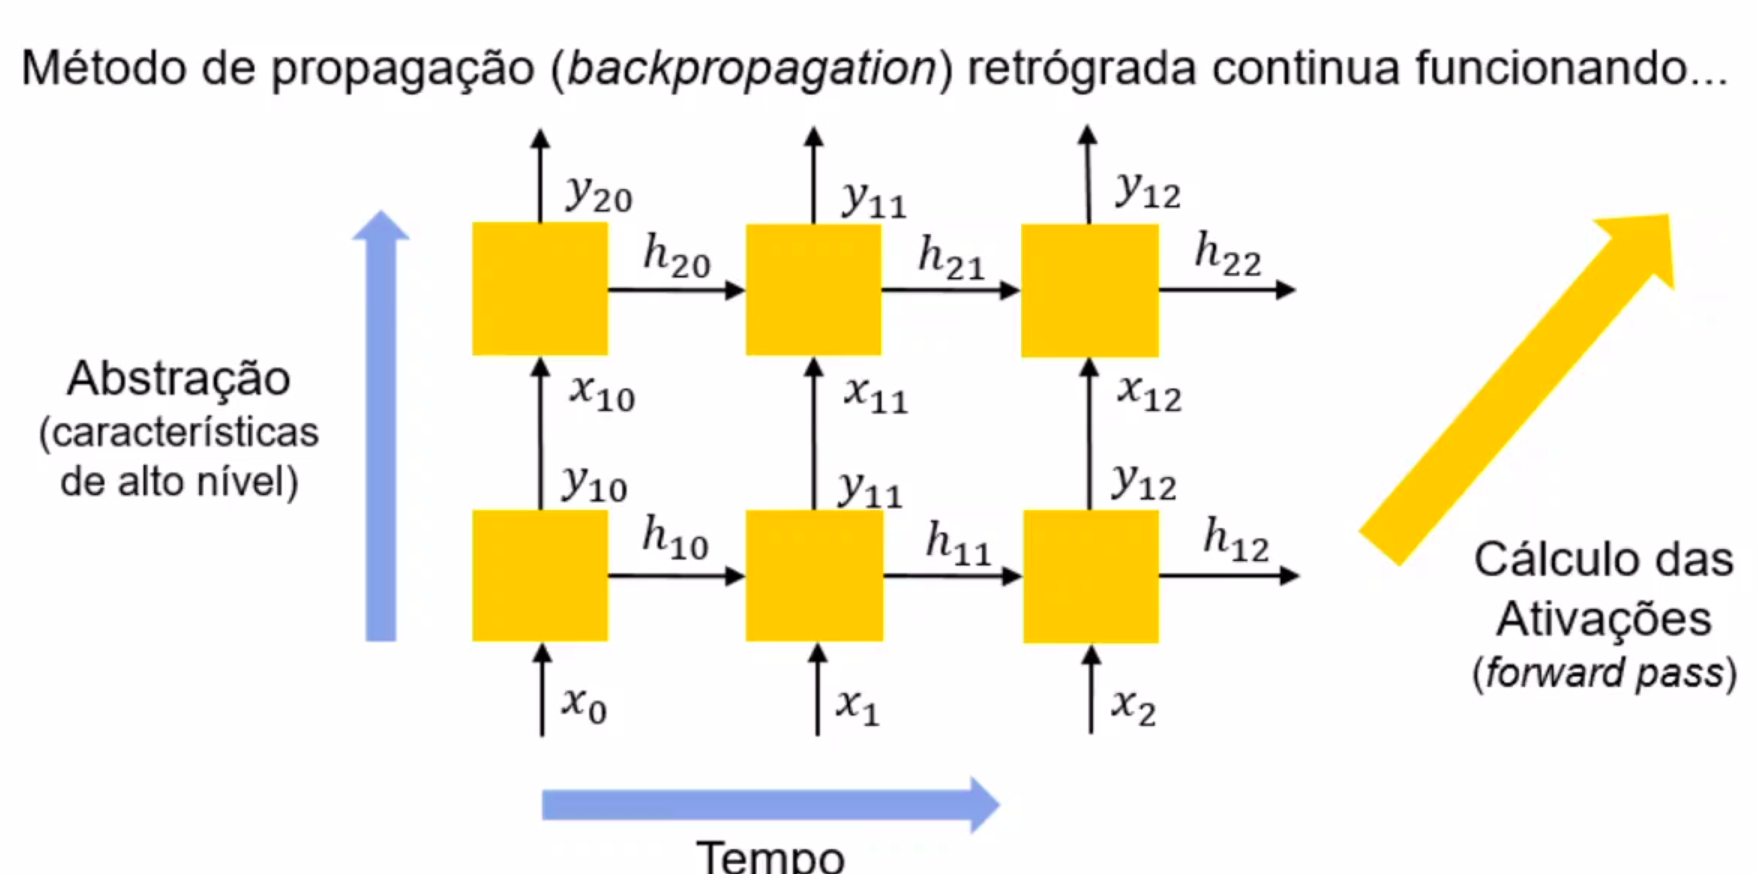 Método de propagação (backpropagation) retrógrada continua funcionando...
y20 y11 y12
h20 h21 h22
x10 x11 x12
Abstração
(características
de alto nível)
y10 y11 y12
h10 h11 h12
x0 x1 x2
Cálculo das
Ativações
(forward pass)
Tempo